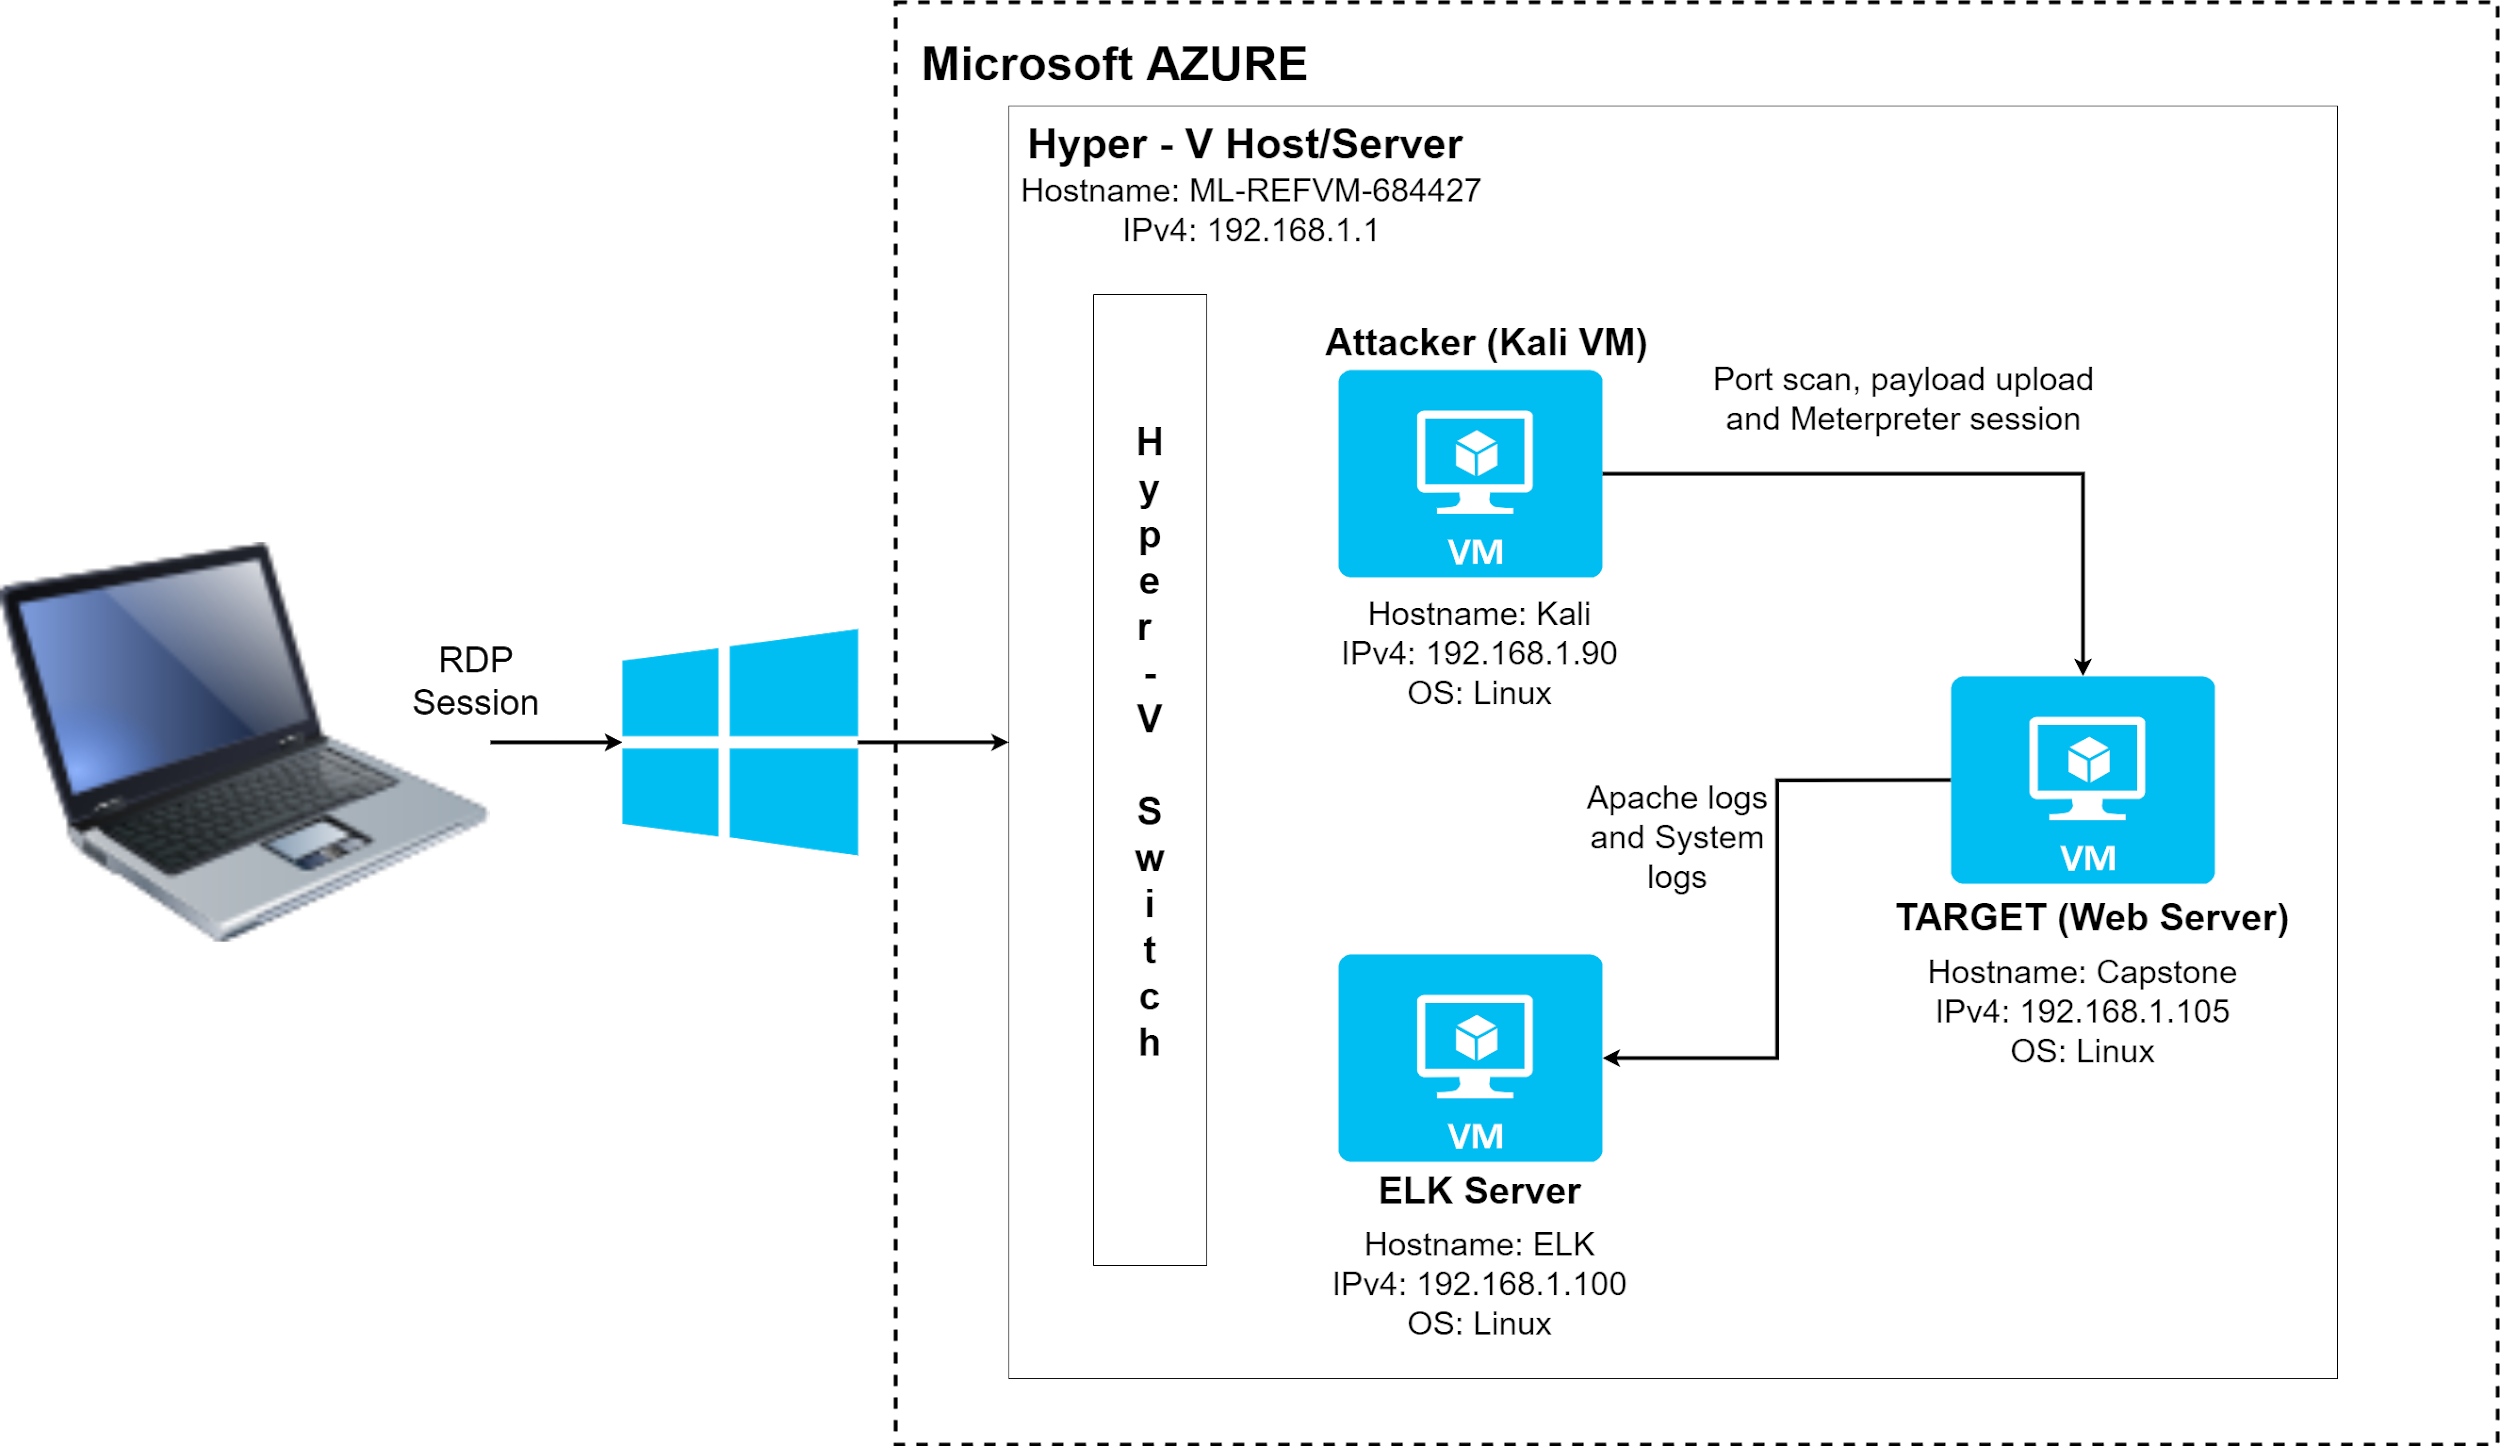 Microsoft AZURE
Hyper - V Host/Server
Hostname: ML-REFVM-684427
IPv4: 192.168.1.1
Hyper-V Switch
Attacker (Kali VM)
VM
Hostname: Kali
IPv4: 192.168.1.90
OS: Linux
Port scan, payload upload
and Meterpreter session
RDP
Session
Apache logs
and System
logs
VM
TARGET (Web Server)
Hostname: Capstone
IPv4: 192.168.1.105
OS: Linux
VM
ELK Server
Hostname: ELK
IPv4: 192.168.1.100
OS: Linux